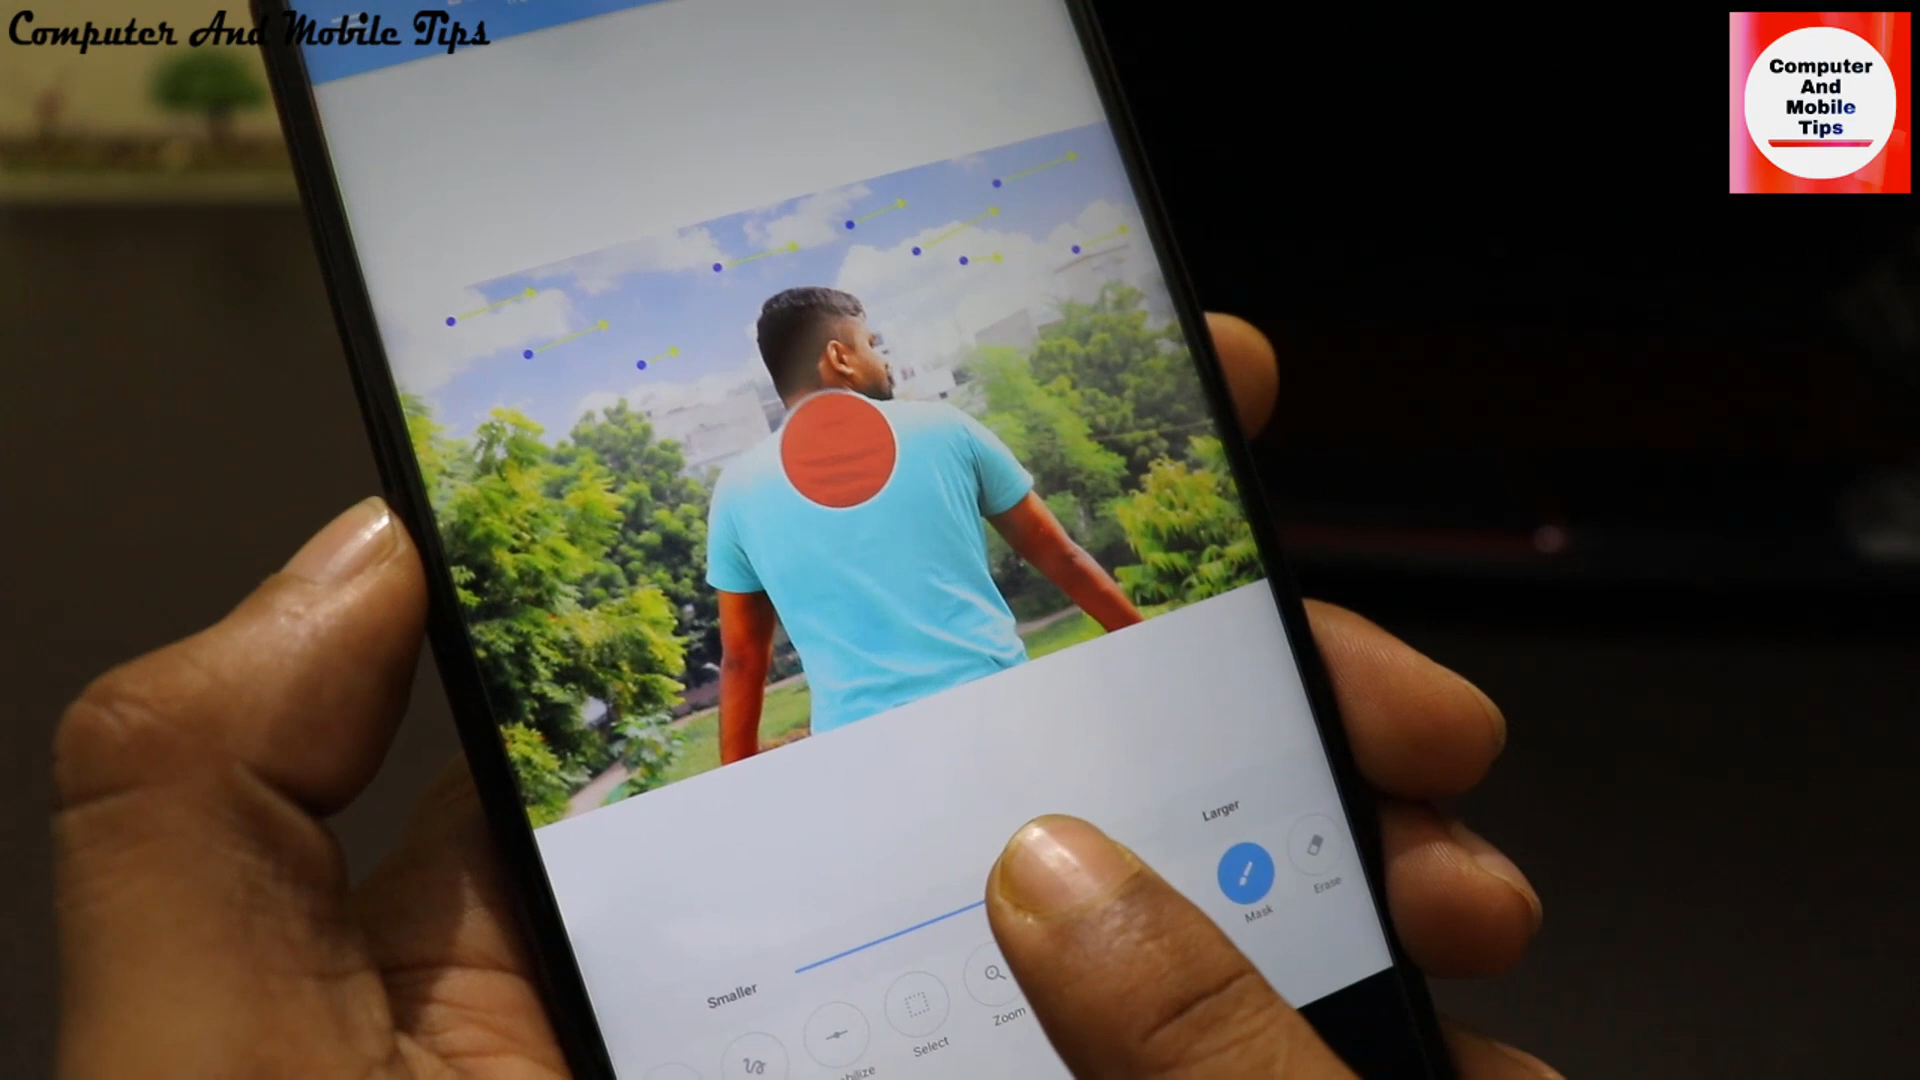 Computer And Mobile Tips
Computer
And
Mobile
Tips
Larger
Mask
Erase
Smaller
Zoom
Select